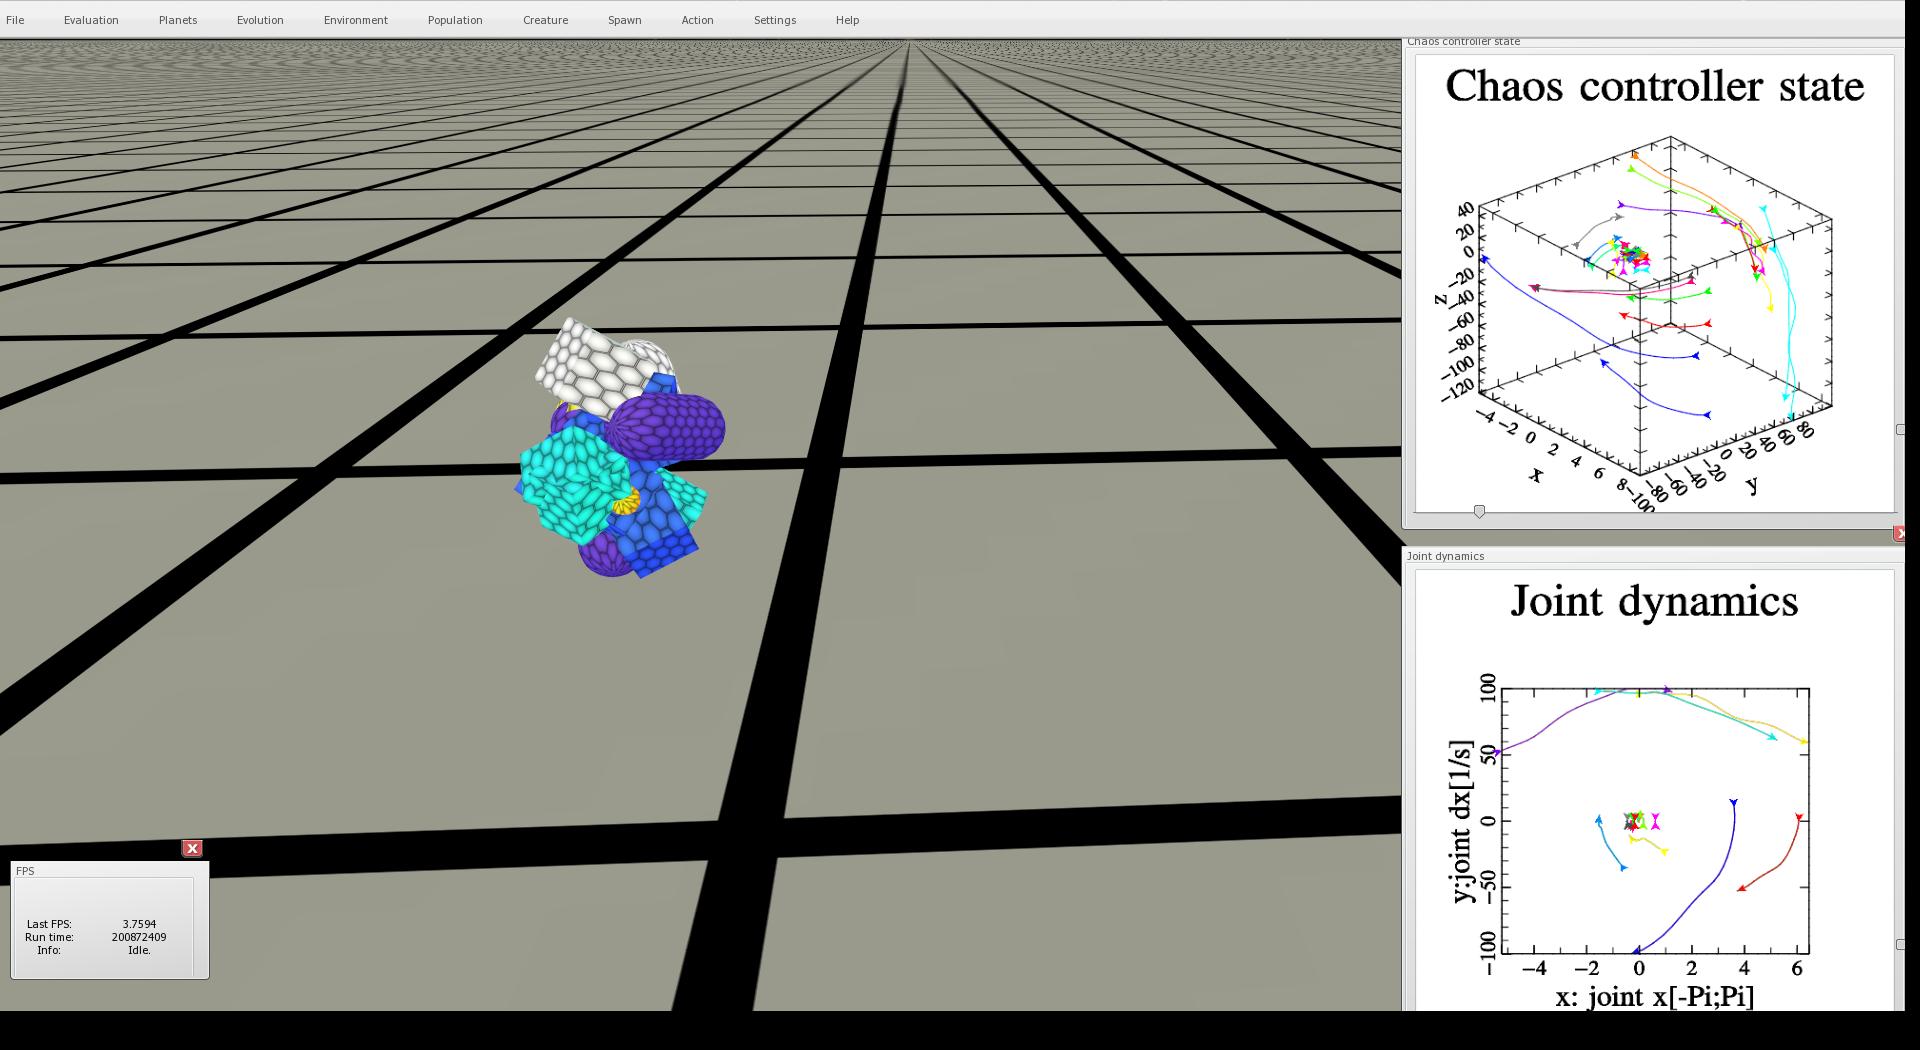 File Evaluation Planets Evolution Environment Population Creature Spawn Action Settings Help
Chaos controller state
Chaos controller state
40
20
0
−20
−40
−60
−80
−100
−120
z
−4 −2 0 2 4 6 8
x
−100 −80 −60 −40 −20 0 20 40 60 80
y
Joint dynamics
Joint dynamics
100
50
0
−50
−100
y:joint dx[1/s]
−4 −2 0 2 4 6
x: joint x[-Pi;Pi]
FPS
Last FPS: 3.7594
Run time: 200872409
Info: Idle.